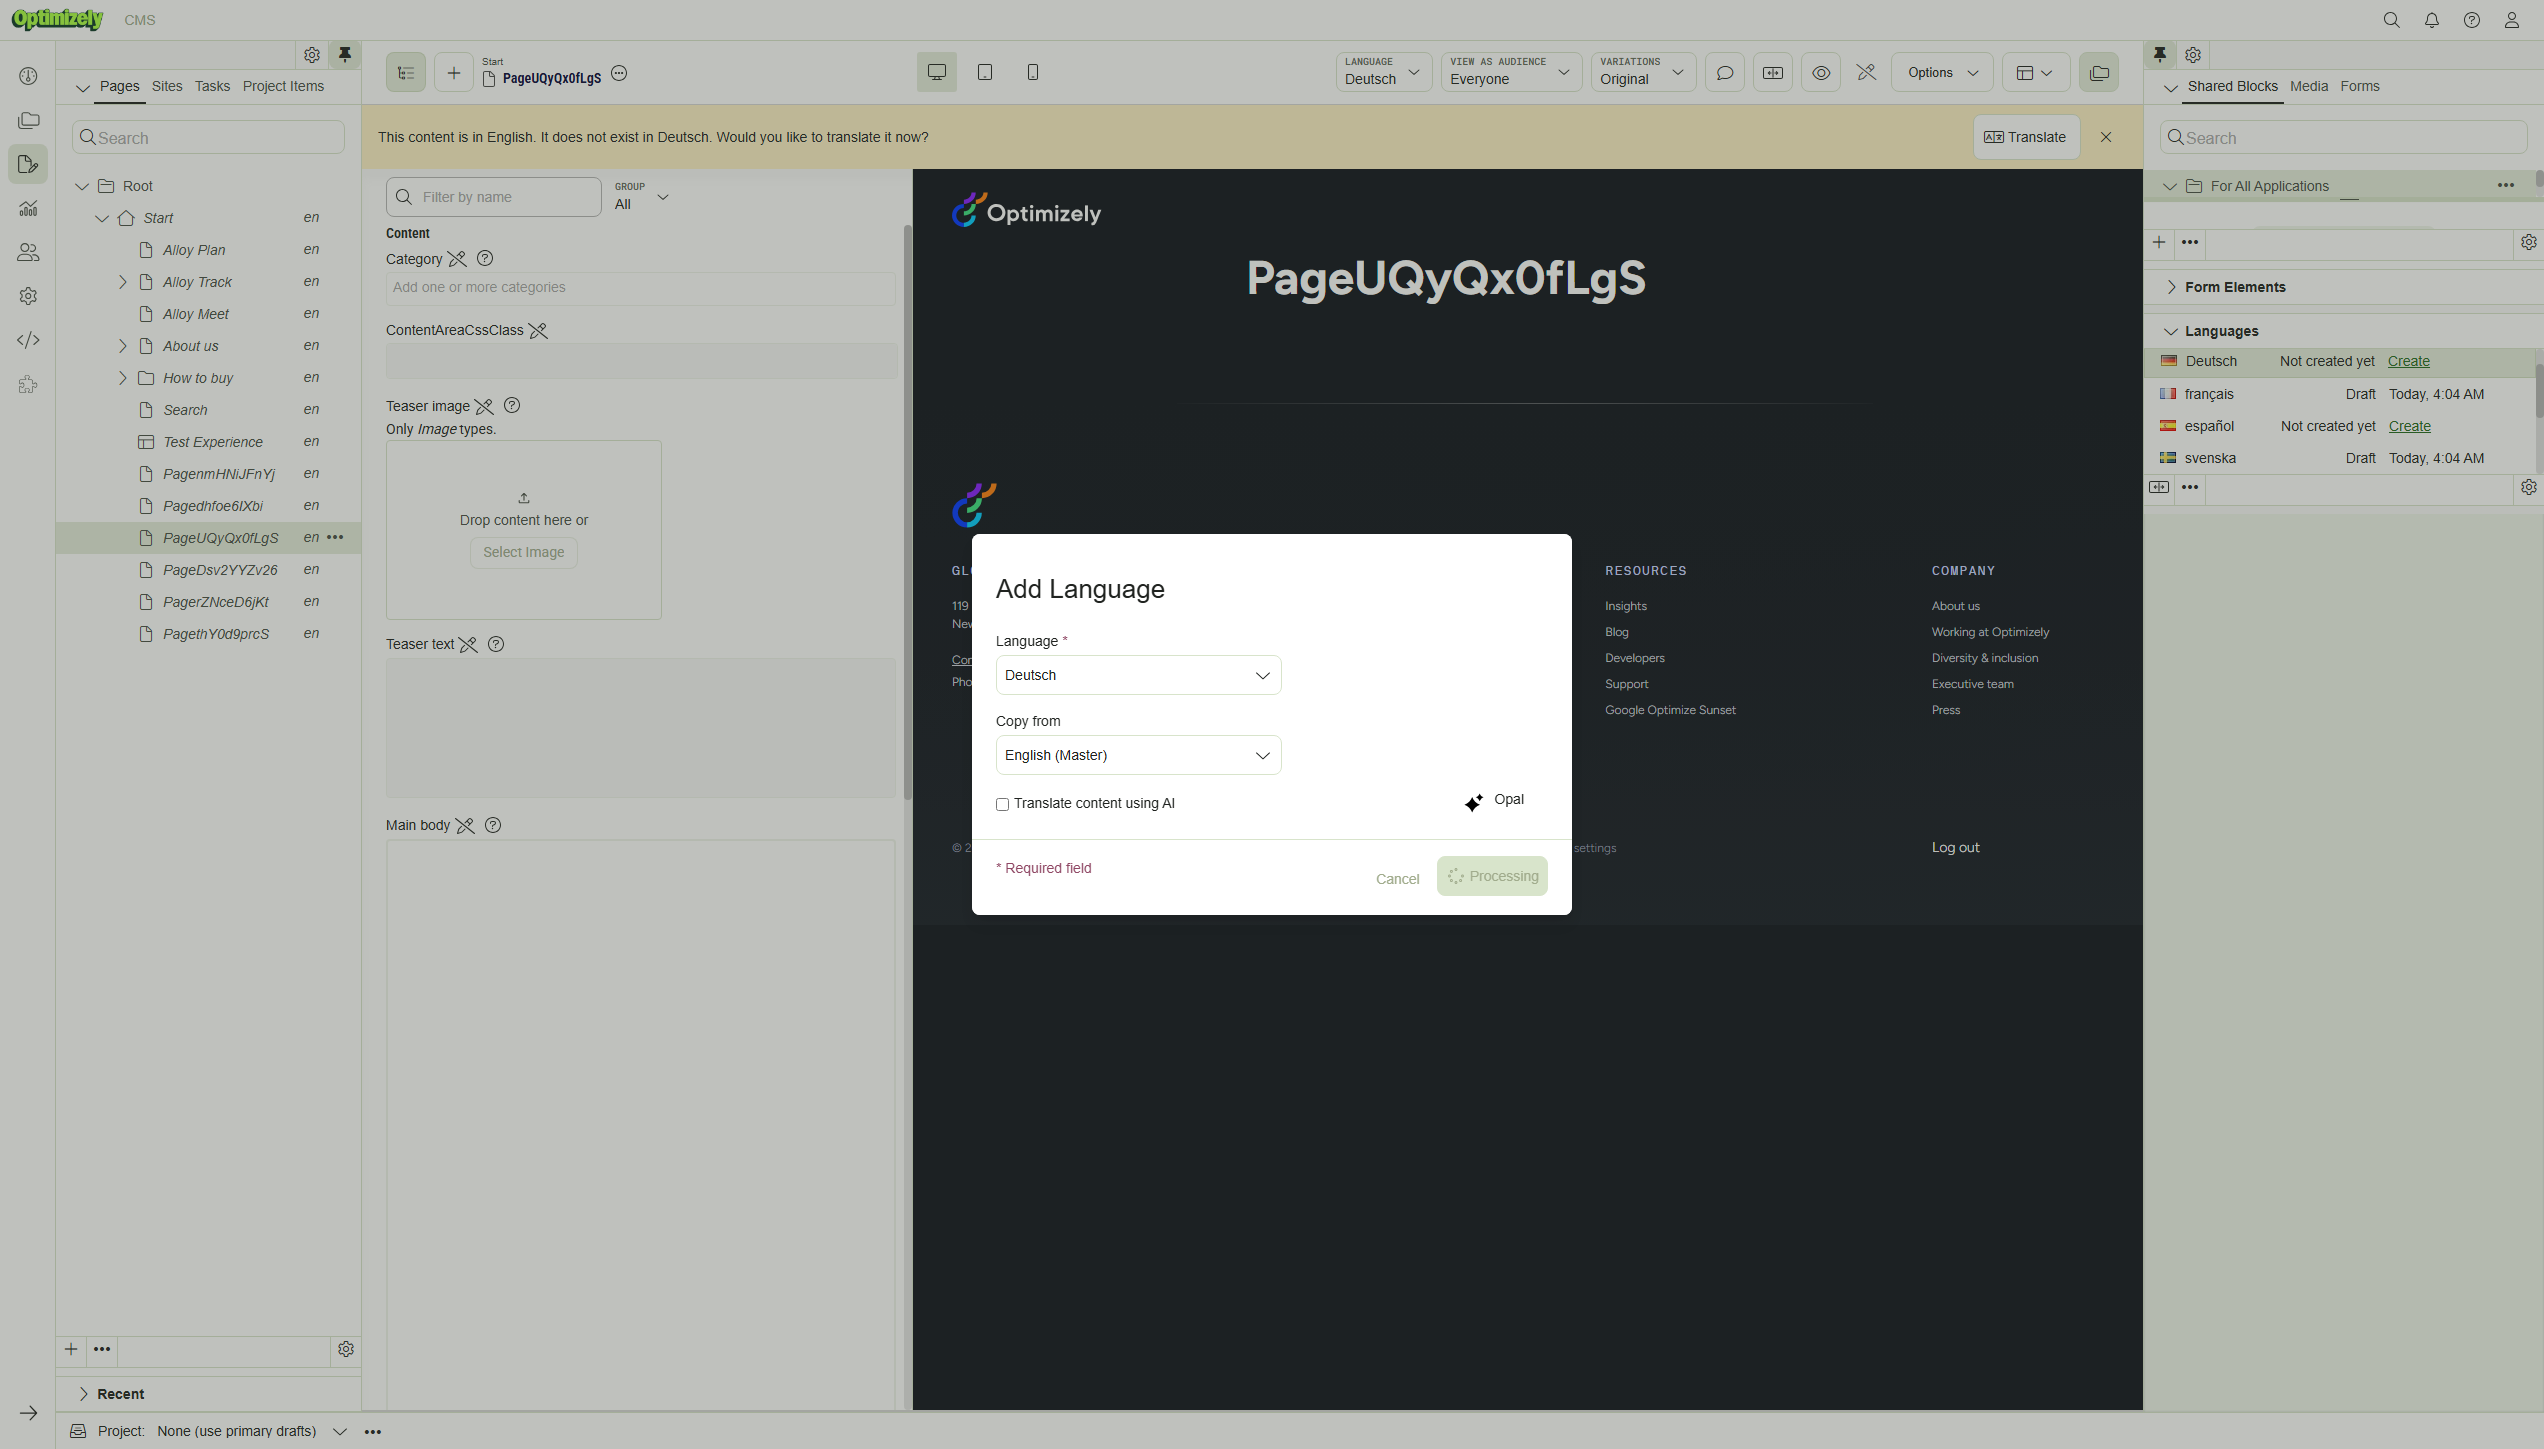 Optimizely CMS
Pages Sites Tasks Project Items
Search
Root
Start en
Alloy Plan en
Alloy Track en
Alloy Meet en
About us en
How to buy en
Search en
Test Experience en
PagenmHNiJFnYj en
Pagedhfoe6IXbi en
PageUQyQx0fLgS en
PageDsv2YYZv26 en
PagerZNceD6jKt en
PagethY0d9prcS en
Recent
Project: None (use primary drafts)
Start
PageUQyQx0fLgS
LANGUAGE
Deutsch
VIEW AS AUDIENCE
Everyone
VARIATIONS
Original
Options
This content is in English. It does not exist in Deutsch. Would you like to translate it now?
Translate
Filter by name
GROUP
All
Content
Category
Add one or more categories
ContentAreaCssClass
Teaser image
Only Image types.
Drop content here or
Select Image
Teaser text
Main body
Optimizely
PageUQyQx0fLgS
GL
119
New
Cor
Pho
© 2
RESOURCES
Insights
Blog
Developers
Support
Google Optimize Sunset
settings
COMPANY
About us
Working at Optimizely
Diversity & inclusion
Executive team
Press
Log out
Add Language
Language *
Deutsch
Copy from
English (Master)
Translate content using AI
Opal
* Required field
Cancel
Processing
Shared Blocks Media Forms
Search
For All Applications
Form Elements
Languages
Deutsch Not created yet Create
français Draft Today, 4:04 AM
español Not created yet Create
svenska Draft Today, 4:04 AM